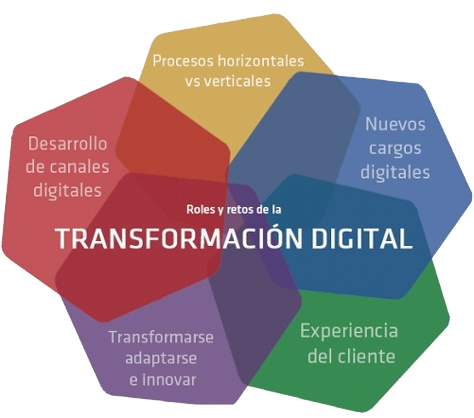 Procesos horizontales
vs verticales
Nuevos
cargos
digitales
Desarrollo
de canales
digitales
Roles y retos de la
TRANSFORMACIÓN DIGITAL
Experiencia
del cliente
Transformarse
adaptarse
e innovar